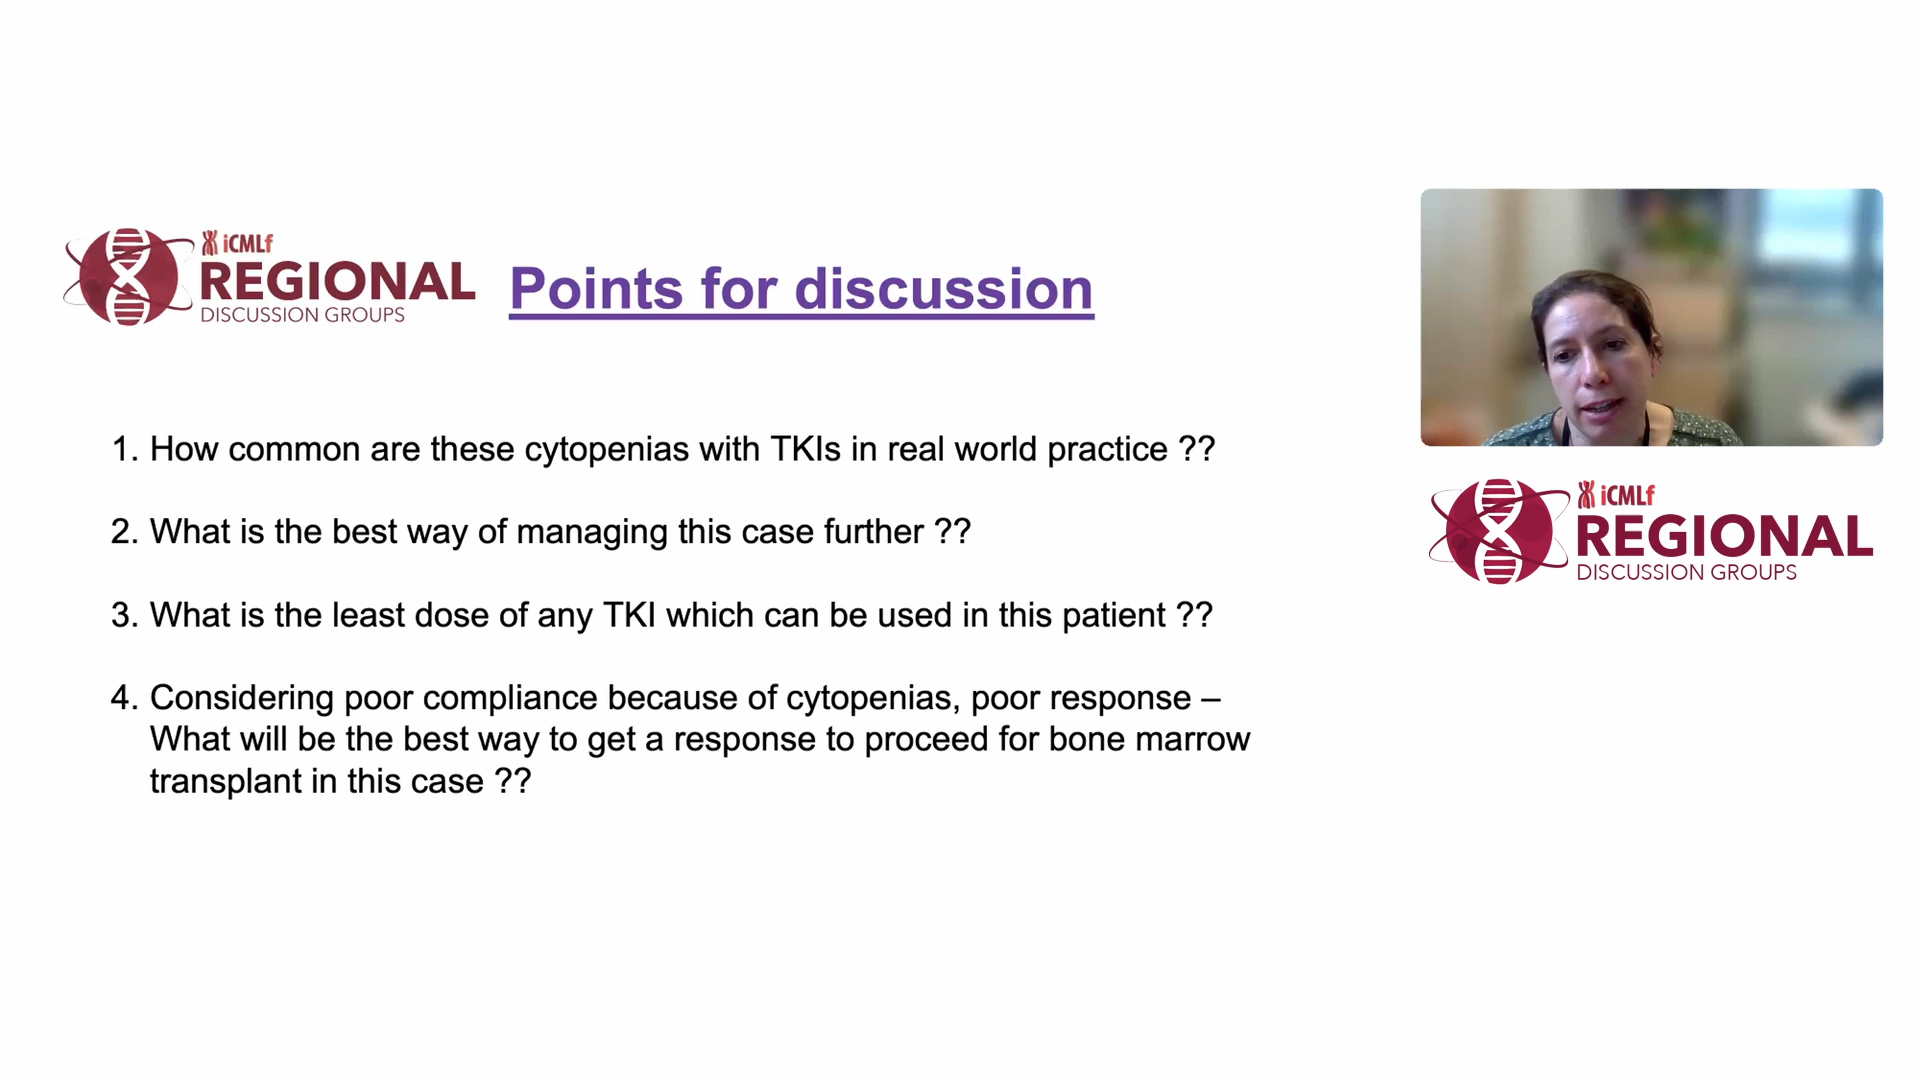 iCMLf
REGIONAL
DISCUSSION GROUPS
Points for discussion
1. How common are these cytopenias with TKIs in real world practice ??
2. What is the best way of managing this case further ??
3. What is the least dose of any TKI which can be used in this patient ??
4. Considering poor compliance because of cytopenias, poor response –
What will be the best way to get a response to proceed for bone marrow
transplant in this case ??
iCMLf
REGIONAL
DISCUSSION GROUPS